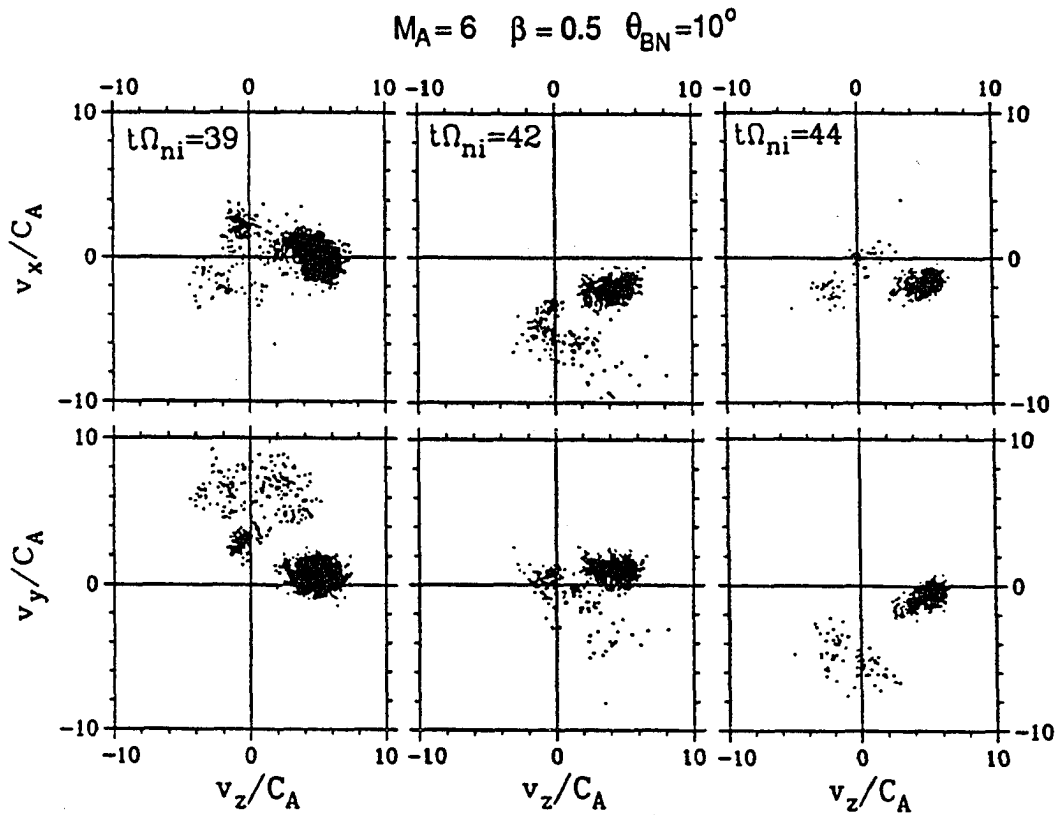 M_A=6 β=0.5 θ_BN=10°
-10 0 10 -10 0 10 -10 0 10
10 tΩ_ni=39 tΩ_ni=42 tΩ_ni=44 10
v_x/C_A 0 0
-10 -10
10 10
v_y/C_A 0 0
-10 -10
-10 0 10 -10 0 10 -10 0 10
v_z/C_A v_z/C_A v_z/C_A